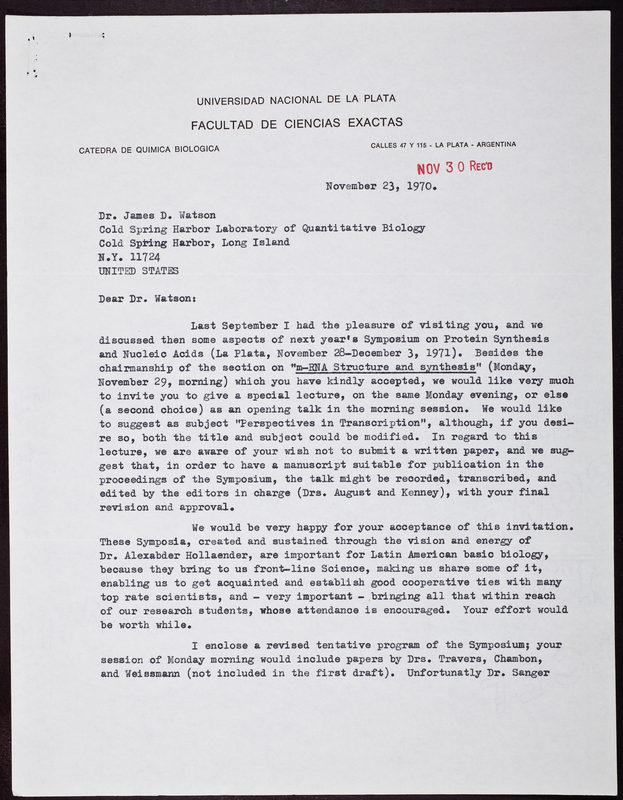 UNIVERSIDAD NACIONAL DE LA PLATA
FACULTAD DE CIENCIAS EXACTAS
CATEDRA DE QUIMICA BIOLOGICA
CALLES 47 Y 115 - LA PLATA - ARGENTINA
NOV 30 REC'D
November 23, 1970.
Dr. James D. Watson
Cold Spring Harbor Laboratory of Quantitative Biology
Cold Spring Harbor, Long Island
N.Y. 11724
UNITED STATES
Dear Dr. Watson:
Last September I had the pleasure of visiting you, and we
discussed then some aspects of next year's Symposium on Protein Synthesis
and Nucleic Acids (La Plata, November 28-December 3, 1971). Besides the
chairmanship of the section on "m-RNA Structure and synthesis" (Monday,
November 29, morning) which you have kindly accepted, we would like very much
to invite you to give a special lecture, on the same Monday evening, or else
(a second choice) as an opening talk in the morning session. We would like
to suggest as subject "Perspectives in Transcription", although, if you desi-
re so, both the title and subject could be modified. In regard to this
lecture, we are aware of your wish not to submit a written paper, and we sug-
gest that, in order to have a manuscript suitable for publication in the
proceedings of the Symposium, the talk might be recorded, transcribed, and
edited by the editors in charge (Drs. August and Kenney), with your final
revision and approval.
We would be very happy for your acceptance of this invitation.
These Symposia, created and sustained through the vision and energy of
Dr. Alexabder Hollaender, are important for Latin American basic biology,
because they bring to us front-line Science, making us share some of it,
enabling us to get acquainted and establish good cooperative ties with many
top rate scientists, and - very important - bringing all that within reach
of our research students, whose attendance is encouraged. Your effort would
be worth while.
I enclose a revised tentative program of the Symposium; your
session of Monday morning would include papers by Drs. Travers, Chambon,
and Weissmann (not included in the first draft). Unfortunatly Dr. Sanger